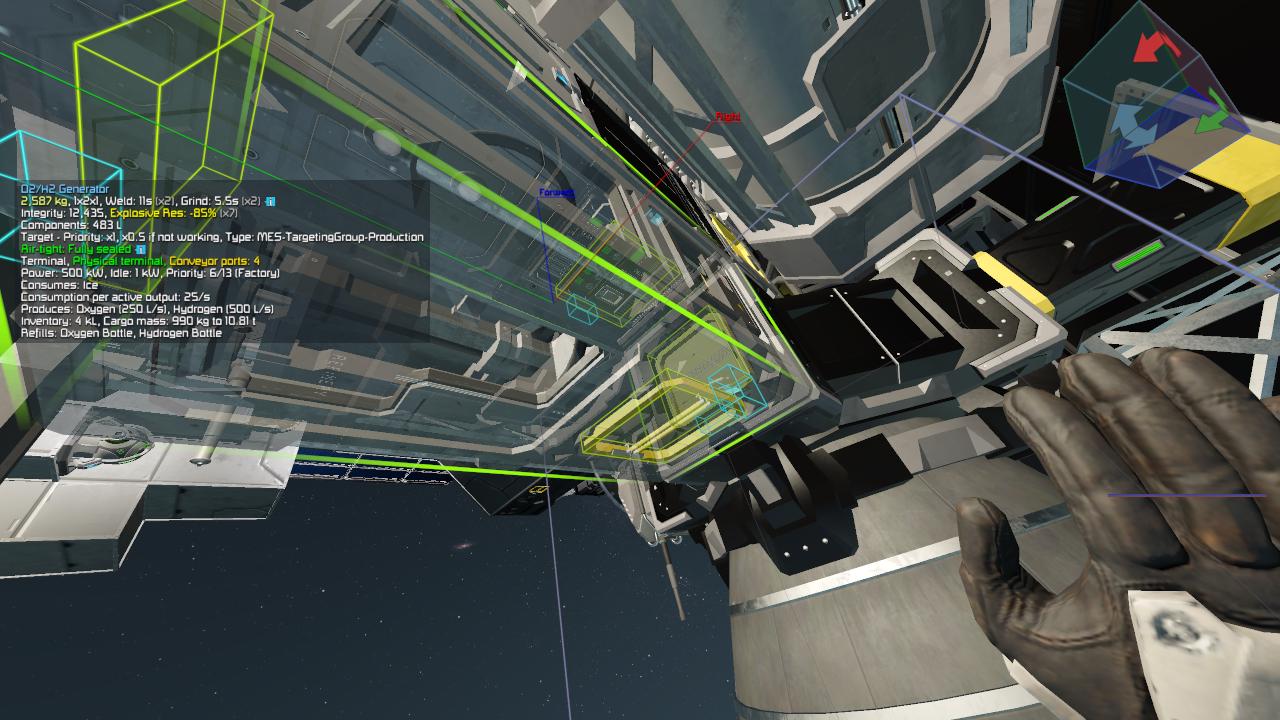 Right
Forward
O2/H2 Generator
2,587 kg, 1x2x1, Weld: 11s (x2), Grind: 5.5s (x2) i
Integrity: 12,435, Explosive Res: -85% (x7)
Components: 483 L
Target - Priority: x1, x0.5 if not working, Type: MES-TargetingGroup-Production
Air-tight: Fully sealed i
Terminal, Physical terminal, Conveyor ports: 4
Power: 500 kW, Idle: 1 kW, Priority: 6/13 (Factory)
Consumes: Ice
Consumption per active output: 25/s
Produces: Oxygen (250 L/s), Hydrogen (500 L/s)
Inventory: 4 kL, Cargo mass: 990 kg to 10.81 t
Refills: Oxygen Bottle, Hydrogen Bottle